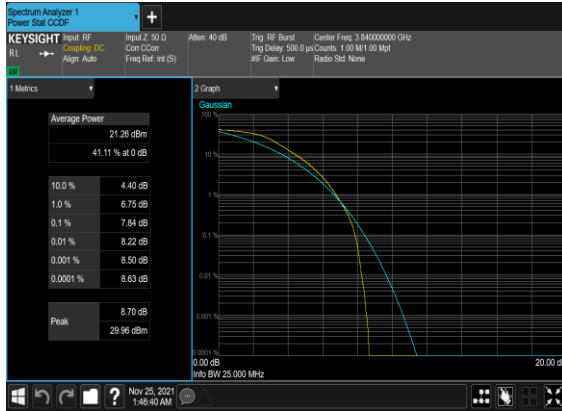 Spectrum Analyzer 1
Power Stat CCDF
+
KEYSIGHT
RL
Input: RF
Coupling: DC
Align: Auto
Input Z: 50 Ω
Corr CCorr
Freq Ref: Int (S)
Atten: 40 dB
Trig: RF Burst
Trig Delay: 500.0 µs
#IF Gain: Low
Center Freq: 3.840000000 GHz
Counts: 1.00 M/1.00 Mpt
Radio Std: None
LU
1 Metrics
Average Power
21.26 dBm
41.11 % at 0 dB
10.0 % 4.40 dB
1.0 % 6.75 dB
0.1 % 7.84 dB
0.01 % 8.22 dB
0.001 % 8.50 dB
0.0001 % 8.63 dB
Peak
8.70 dB
29.96 dBm
2 Graph
Gaussian
100 %
10 %
1 %
0.1 %
0.01 %
0.001 %
0.0001 %
0.00 dB
20.00 d
Info BW 25.000 MHz
?
Nov 25, 2021
1:46:40 AM